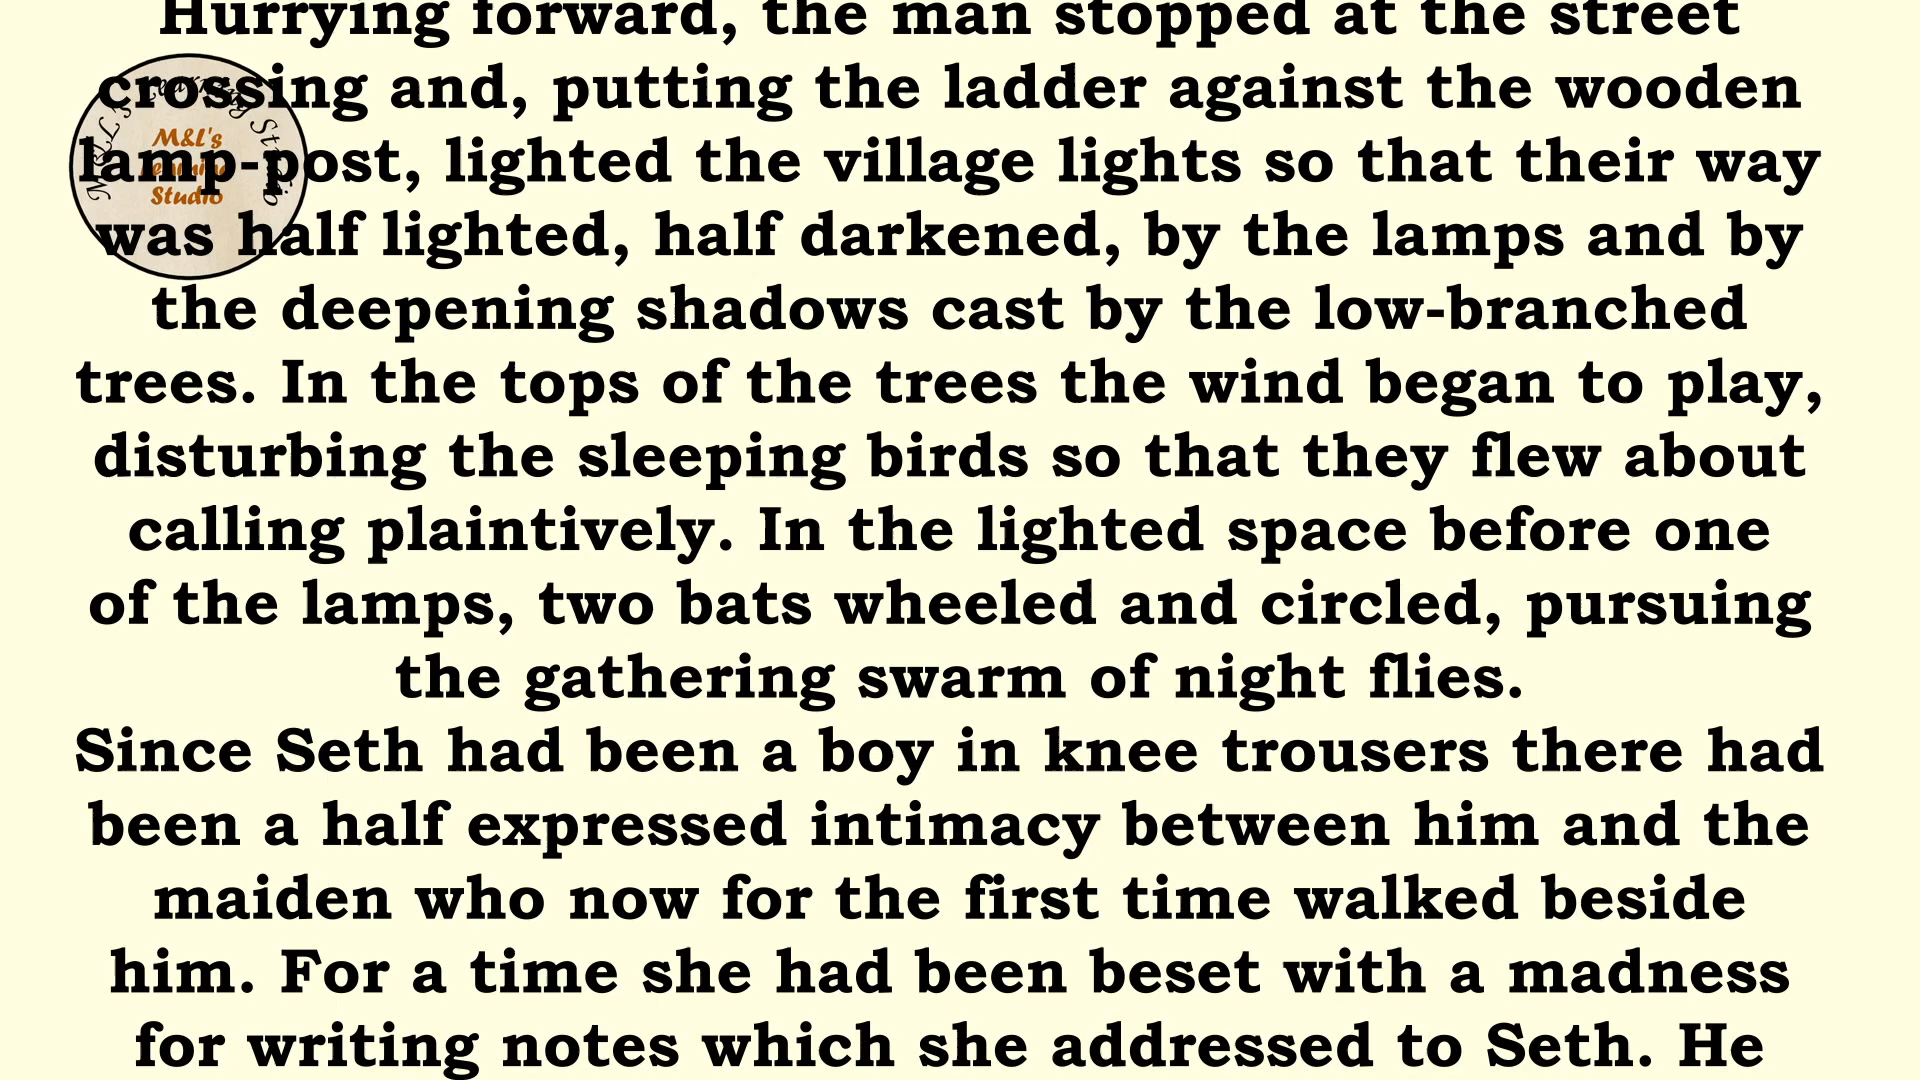 Hurrying forward, the man stopped at the street
crossing and, putting the ladder against the wooden
lamp-post, lighted the village lights so that their way
was half lighted, half darkened, by the lamps and by
the deepening shadows cast by the low-branched
trees. In the tops of the trees the wind began to play,
disturbing the sleeping birds so that they flew about
calling plaintively. In the lighted space before one
of the lamps, two bats wheeled and circled, pursuing
the gathering swarm of night flies.
Since Seth had been a boy in knee trousers there had
been a half expressed intimacy between him and the
maiden who now for the first time walked beside
him. For a time she had been beset with a madness
for writing notes which she addressed to Seth. He
M&L's Learning Studio
M&L's
Learning
Studio